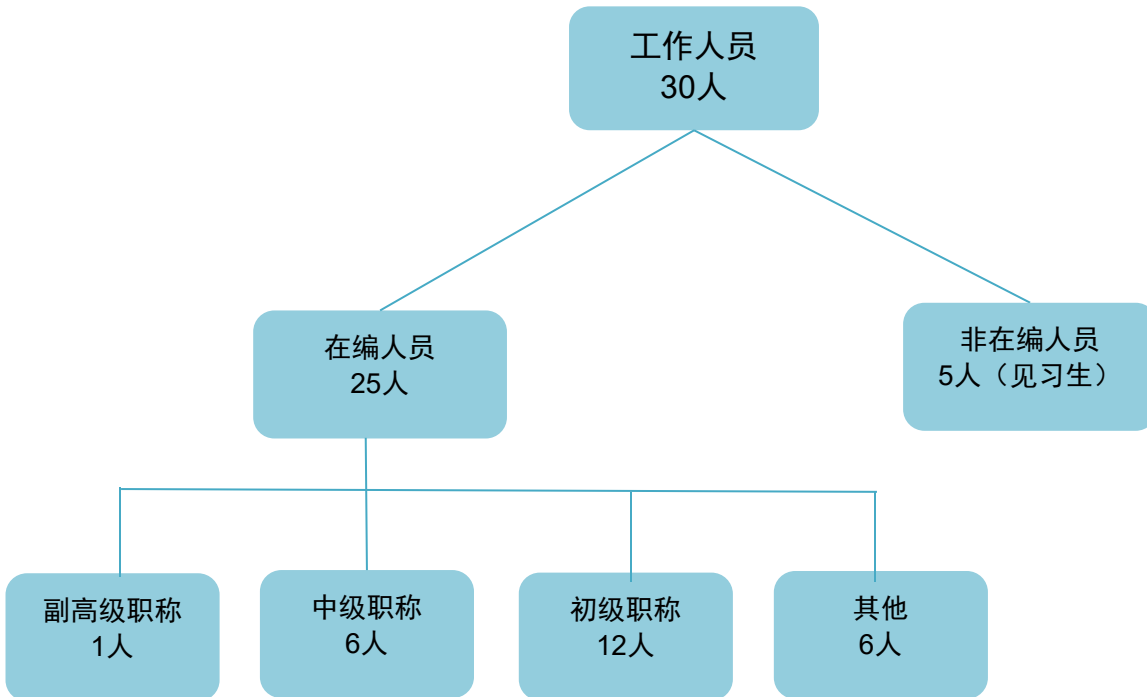 工作人员
30人
在编人员
25人
非在编人员
5人（见习生）
副高级职称
1人
中级职称
6人
初级职称
12人
其他
6人